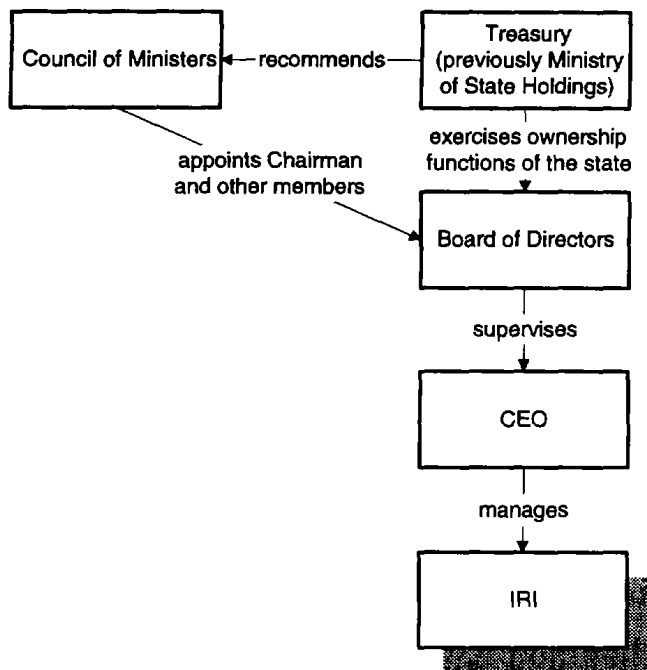 Council of Ministers
recommends
Treasury
(previously Ministry
of State Holdings)
appoints Chairman
and other members
exercises ownership
functions of the state
Board of Directors
supervises
CEO
manages
IRI